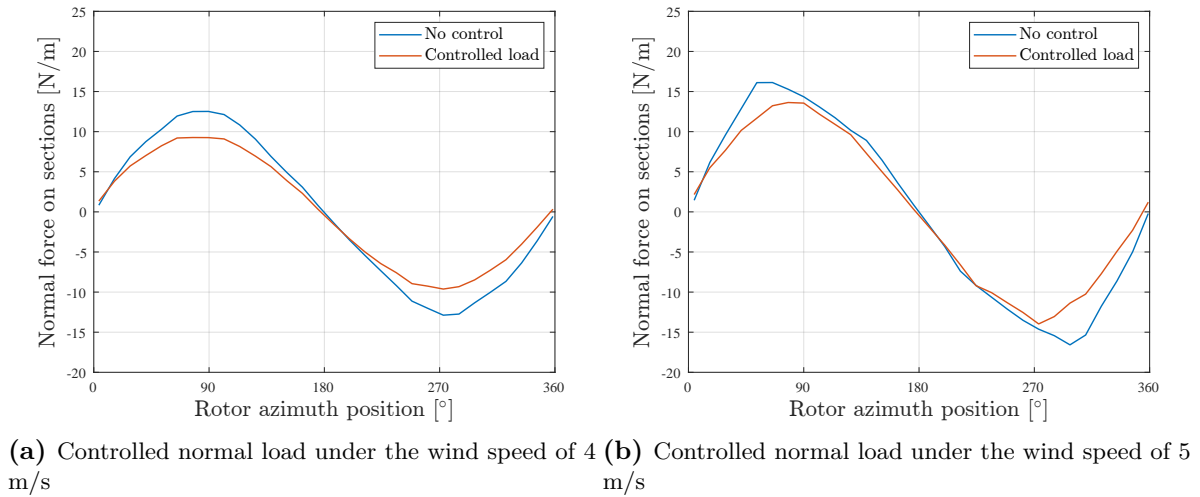 25
20
15
10
5
0
-5
-10
-15
-20
0
90
180
270
360
Normal force on sections [N/m]
Rotor azimuth position [°]
No control
Controlled load
25
20
15
10
5
0
-5
-10
-15
-20
0
90
180
270
360
Normal force on sections [N/m]
Rotor azimuth position [°]
No control
Controlled load
(a) Controlled normal load under the wind speed of 4
m/s
(b) Controlled normal load under the wind speed of 5
m/s